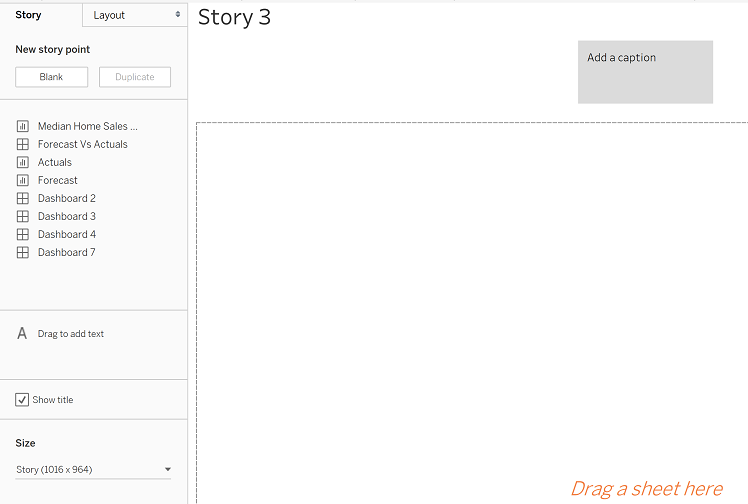 Story
Layout
New story point
Blank
Duplicate
Median Home Sales ...
Forecast Vs Actuals
Actuals
Forecast
Dashboard 2
Dashboard 3
Dashboard 4
Dashboard 7
A Drag to add text
Show title
Size
Story (1016 x 964)
Story 3
Add a caption
Drag a sheet here